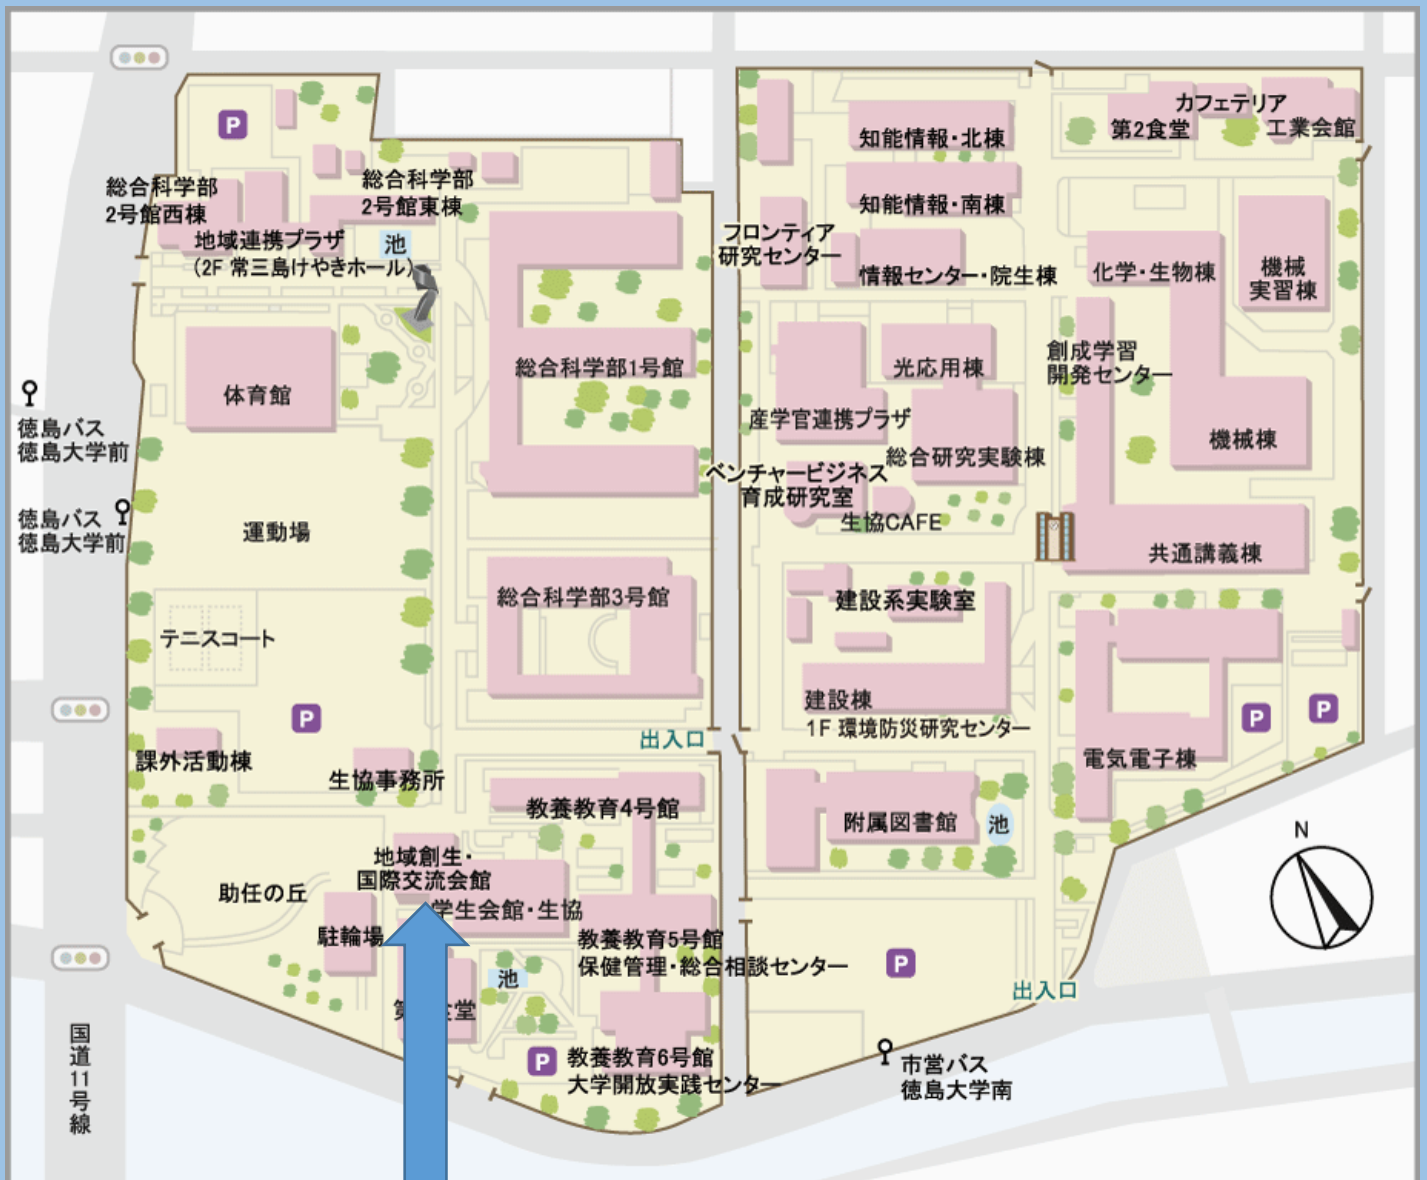 P
総合科学部
2号館西棟
総合科学部
2号館東棟
地域連携プラザ
(2F 常三島けやきホール)
池
体育館
総合科学部1号館
徳島バス
徳島大学前
徳島バス
徳島大学前
運動場
総合科学部3号館
テニスコート
P
課外活動棟
生協事務所
出入口
教養教育4号館
地域創生・
国際交流会館
学生会館・生協
助任の丘
駐輪場
教養教育5号館
保健管理・総合相談センター
池
堂
P
教養教育6号館
大学開放実践センター
国道11号線
知能情報・北棟
カフェテリア
第2食堂
工業会館
知能情報・南棟
フロンティア
研究センター
情報センター・院生棟
化学・生物棟
機械
実習棟
創成学習
開発センター
光応用棟
産学官連携プラザ
総合研究実験棟
機械棟
ベンチャービジネス
育成研究室
生協CAFE
共通講義棟
建設系実験室
建設棟
1F 環境防災研究センター
電気電子棟
P
P
附属図書館
池
N
P
出入口
市営バス
徳島大学南